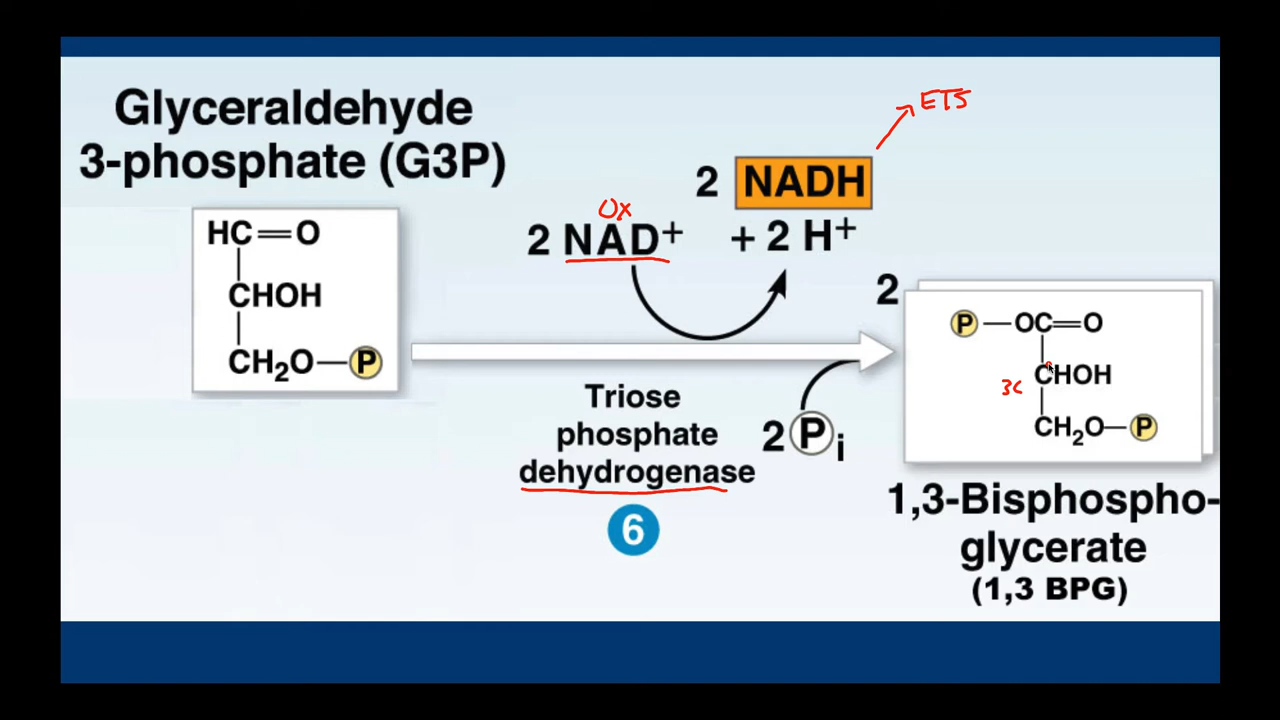 Glyceraldehyde
3-phosphate (G3P)
HC=O
CHOH
CH₂O—P
ETS
2 NADH
+ 2 H⁺
Ox
2 NAD⁺
Triose
phosphate
dehydrogenase
6
2 Pi
2
P—OC=O
3C
CHOH
CH₂O—P
1,3-Bisphospho-
glycerate
(1,3 BPG)